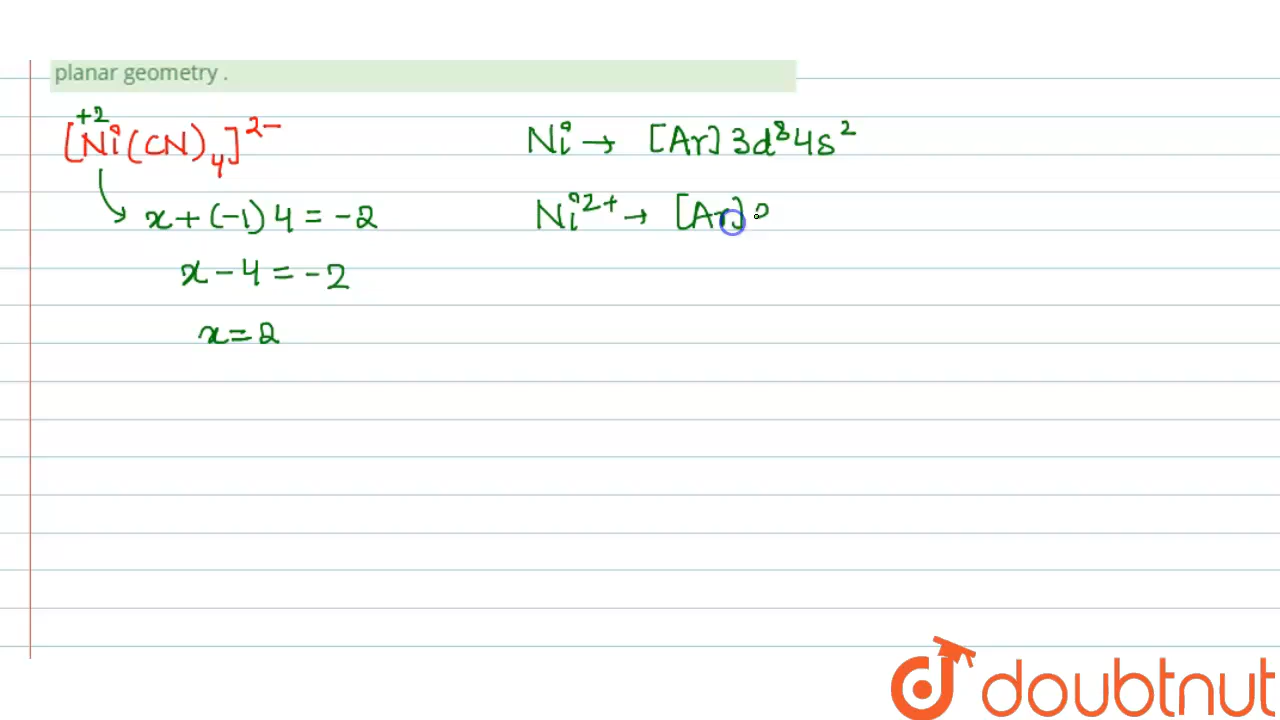 planar geometry .
[Ni(CN)₄]²⁻
+2
x + (-1) 4 = -2
x - 4 = -2
x = 2
Ni → [Ar] 3d⁸ 4s²
Ni²⁺ → [Ar]
doubtnut